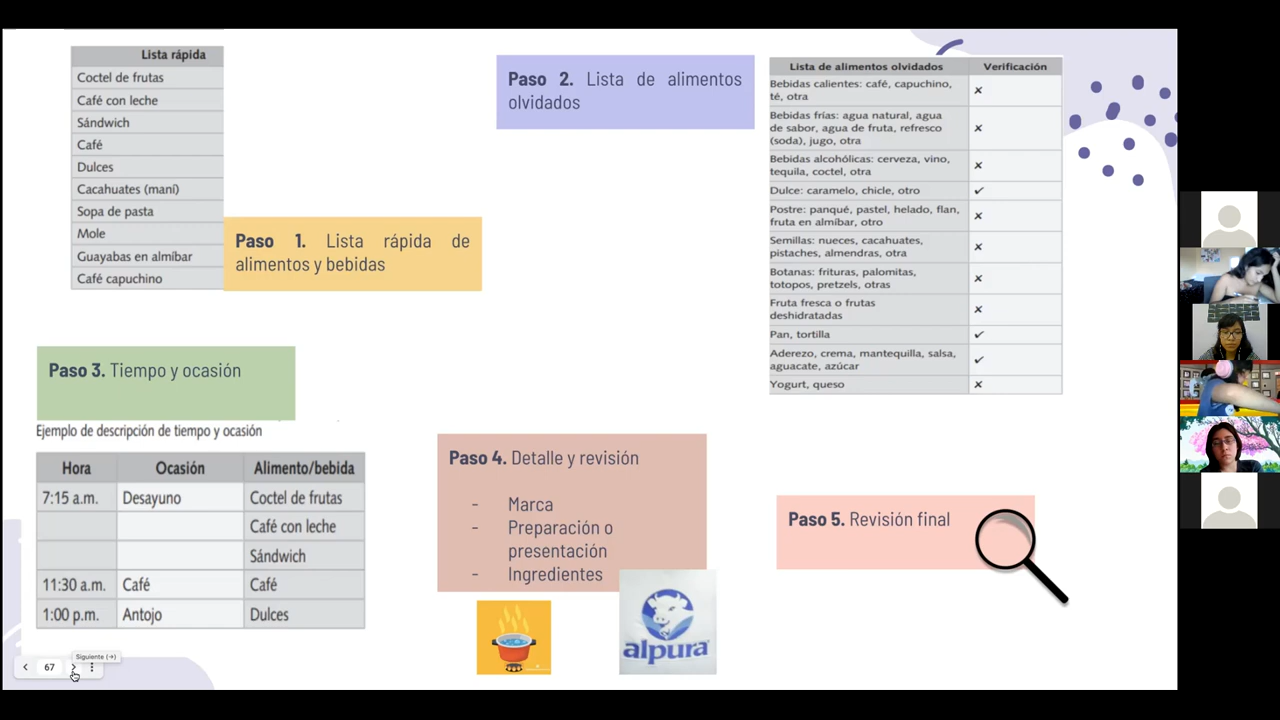 Lista rápida
Coctel de frutas
Café con leche
Sándwich
Café
Dulces
Cacahuates (maní)
Sopa de pasta
Mole
Guayabas en almíbar
Café capuchino
Paso 1. Lista rápida de
alimentos y bebidas
Paso 2. Lista de alimentos
olvidados
Lista de alimentos olvidados Verificación
Bebidas calientes: café, capuchino,
té, otra ✗
Bebidas frías: agua natural, agua
de sabor, agua de fruta, refresco ✗
(soda), jugo, otra
Bebidas alcohólicas: cerveza, vino,
tequila, coctel, otra ✗
Dulce: caramelo, chicle, otro ✓
Postre: panqué, pastel, helado, flan,
fruta en almíbar, otro ✗
Semillas: nueces, cacahuates,
pistaches, almendras, otra ✗
Botanas: frituras, palomitas,
totopos, pretzels, otras ✗
Fruta fresca o frutas
deshidratadas ✗
Pan, tortilla ✓
Aderezo, crema, mantequilla, salsa,
aguacate, azúcar ✓
Yogurt, queso ✗
Paso 3. Tiempo y ocasión
Ejemplo de descripción de tiempo y ocasión
Hora Ocasión Alimento/bebida
7:15 a.m. Desayuno Coctel de frutas
Café con leche
Sándwich
11:30 a.m. Café Café
1:00 p.m. Antojo Dulces
Paso 4. Detalle y revisión
- Marca
- Preparación o
presentación
- Ingredientes
alpura
Paso 5. Revisión final
Siguiente (→)
67